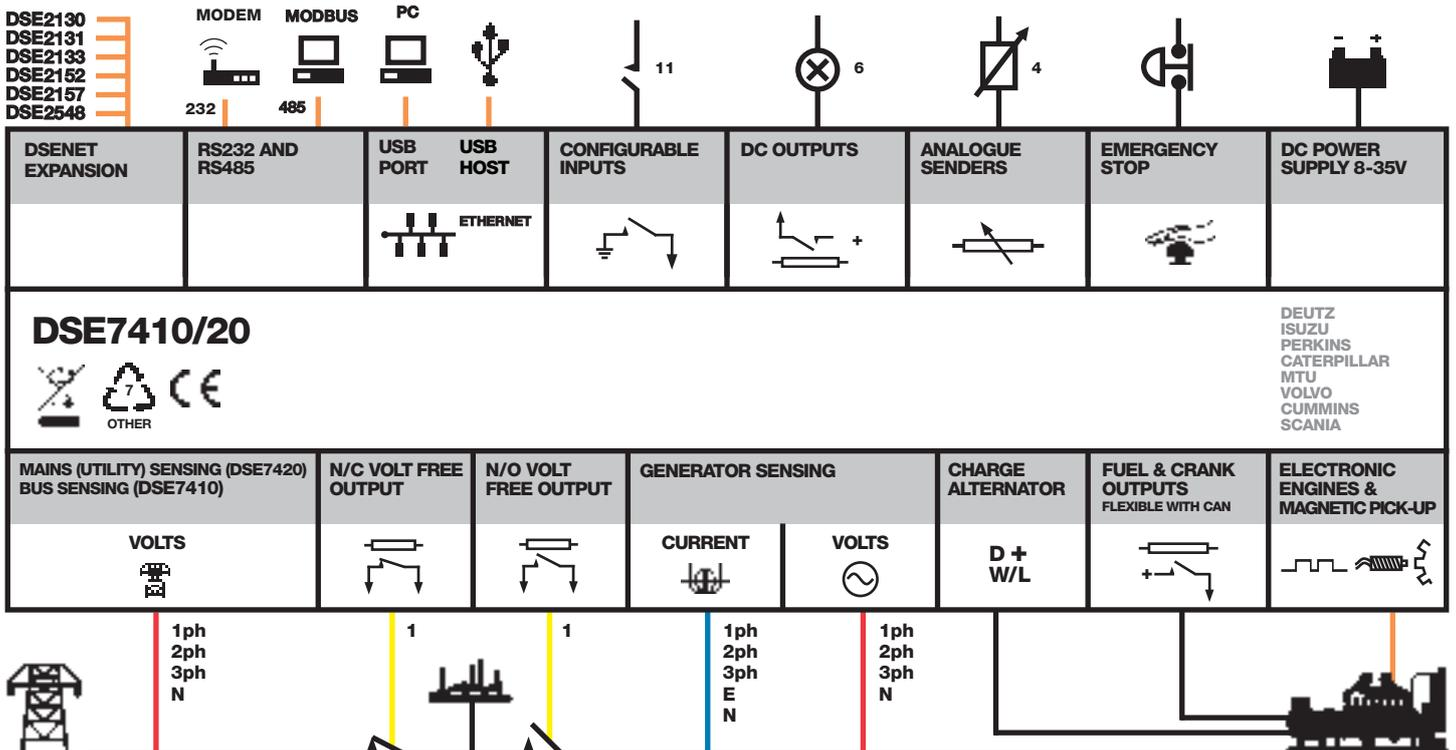 DSE2130
DSE2131
DSE2133
DSE2152
DSE2157
DSE2548
MODEM
MODBUS
PC
232
485
11
6
4
- +
DSENET
EXPANSION
RS232 AND
RS485
USB
PORT
USB
HOST
CONFIGURABLE
INPUTS
DC OUTPUTS
ANALOGUE
SENDERS
EMERGENCY
STOP
DC POWER
SUPPLY 8-35V
ETHERNET
+
DSE7410/20
7
OTHER
CE
DEUTZ
ISUZU
PERKINS
CATERPILLAR
MTU
VOLVO
CUMMINS
SCANIA
MAINS (UTILITY) SENSING (DSE7420)
BUS SENSING (DSE7410)
N/C VOLT FREE
OUTPUT
N/O VOLT
FREE OUTPUT
GENERATOR SENSING
CHARGE
ALTERNATOR
FUEL & CRANK
OUTPUTS
FLEXIBLE WITH CAN
ELECTRONIC
ENGINES &
MAGNETIC PICK-UP
VOLTS
CURRENT
VOLTS
D +
W/L
+
1ph
2ph
3ph
N
1
1
1ph
2ph
3ph
E
N
1ph
2ph
3ph
N